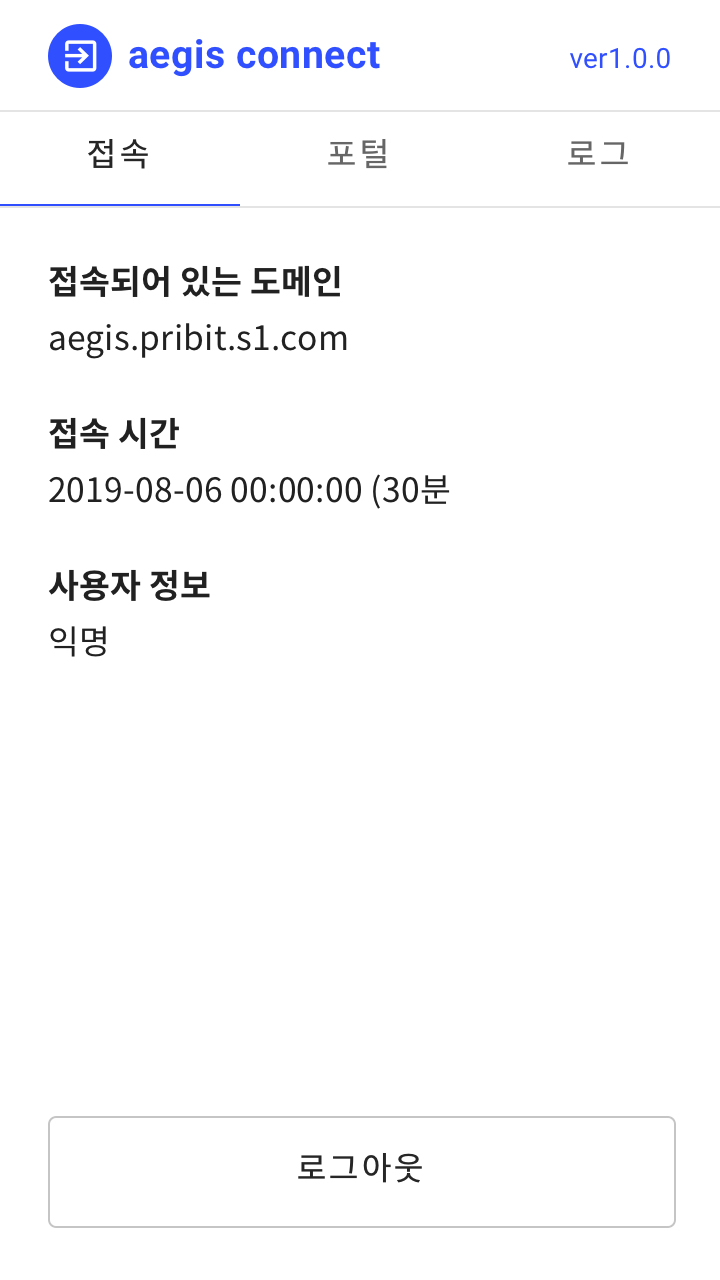 aegis connect
ver1.0.0
접속 포털 로그
접속되어 있는 도메인
aegis.pribit.s1.com
접속 시간
2019-08-06 00:00:00 (30분
사용자 정보
익명
로그아웃